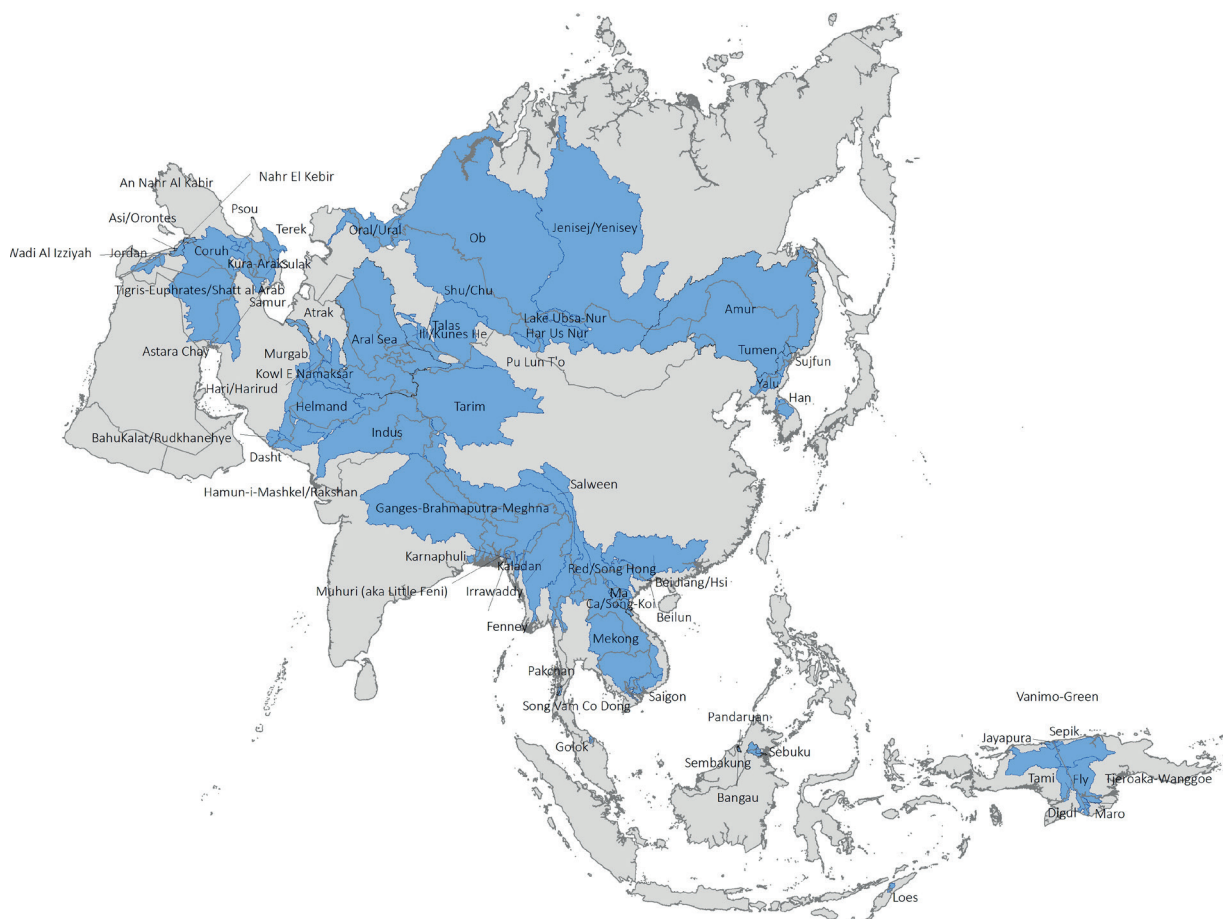 An Nahr Al Kabir
Nahr El Kebir
Asi/Orontes
Psou
Terek
Oral/Ural
Wadi Al Izziyah
Jordan
Coruh
Kura-Arak
Sulak
Ob
Jenisej/Yenisey
Tigris-Euphrates/Shatt al Arab
Samur
Shu/Chu
Atrak
Talas
Lake Ubsa-Nur
Amur
Ili/Kunes He
Har Us Nur
Aral Sea
Astara Chay
Murgab
Tumen
Pu Lun T'o
Sujfun
Kowl E Namaksar
Hari/Harirud
Yalu
Han
Helmand
Tarim
BahuKalat/Rudkhanehye
Indus
Dasht
Hamun-i-Mashkel/Rakshan
Salween
Ganges-Brahmaputra-Meghna
Karnaphuli
Kaladan
Red/Song Hong
Bei Jiang/Hsi
Muhuri (aka Little Feni)
Irrawaddy
Ma
Ca/Song-Koi
Beilun
Fenney
Mekong
Pakchan
Saigon
Song Vam Co Dong
Vanimo-Green
Pandaruan
Sepik
Jayapura
Golok
Sebuku
Sembakung
Tami
Fly
Tjeroaka-Wanggoe
Bangau
Digul
Maro
Loes